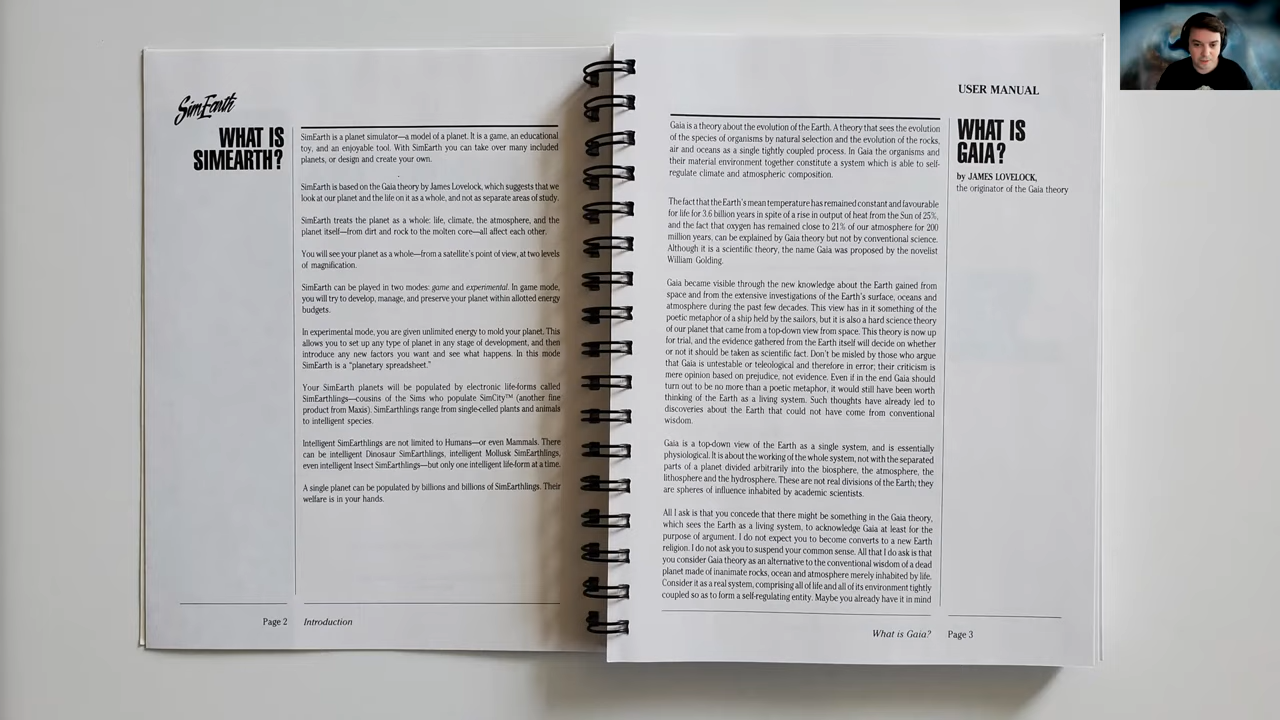 SimEarth
WHAT IS
SIMEARTH?
SimEarth is a planet simulator—a model of a planet. It is a game, an educational
toy, and an enjoyable tool. With SimEarth you can take over many included
planets, or design and create your own.
SimEarth is based on the Gaia theory by James Lovelock, which suggests that we
look at our planet and the life on it as a whole, and not as separate areas of study.
SimEarth treats the planet as a whole: life, climate, the atmosphere, and the
planet itself—from dirt and rock to the molten core—all affect each other.
You will see your planet as a whole—from a satellite's point of view, at two levels
of magnification.
SimEarth can be played in two modes: game and experimental. In game mode,
you will try to develop, manage, and preserve your planet within allotted energy
budgets.
In experimental mode, you are given unlimited energy to mold your planet. This
allows you to set up any type of planet in any stage of development, and then
introduce any new factors you want and see what happens. In this mode
SimEarth is a "planetary spreadsheet."
Your SimEarth planets will be populated by electronic life-forms called
SimEarthlings—cousins of the Sims who populate SimCity™ (another fine
product from Maxis). SimEarthlings range from single-celled plants and animals
to intelligent species.
Intelligent SimEarthlings are not limited to Humans—or even Mammals. There
can be intelligent Dinosaur SimEarthlings, intelligent Mollusk SimEarthlings,
even intelligent Insect SimEarthlings—but only one intelligent life-form at a time.
A single planet can be populated by billions and billions of SimEarthlings. Their
welfare is in your hands.
Page 2 Introduction
USER MANUAL
WHAT IS
GAIA?
by JAMES LOVELOCK,
the originator of the Gaia theory
Gaia is a theory about the evolution of the Earth. A theory that sees the evolution
of the species of organisms by natural selection and the evolution of the rocks,
air and oceans as a single tightly coupled process. In Gaia the organisms and
their material environment together constitute a system which is able to self-
regulate climate and atmospheric composition.
The fact that the Earth's mean temperature has remained constant and favourable
for life for 3.6 billion years in spite of a rise in output of heat from the Sun of 25%,
and the fact that oxygen has remained close to 21% of our atmosphere for 200
million years, can be explained by Gaia theory but not by conventional science.
Although it is a scientific theory, the name Gaia was proposed by the novelist
William Golding.
Gaia became visible through the new knowledge about the Earth gained from
space and from the extensive investigations of the Earth's surface, oceans and
atmosphere during the past few decades. This view has in it something of the
poetic metaphor of a ship held by the sailors, but it is also a hard science theory
of our planet that came from a top-down view from space. This theory is now up
for trial, and the evidence gathered from the Earth itself will decide on whether
or not it should be taken as scientific fact. Don't be misled by those who argue
that Gaia is untestable or teleological and therefore in error; their criticism is
mere opinion based on prejudice, not evidence. Even if in the end Gaia should
turn out to be no more than a poetic metaphor, it would still have been worth
thinking of the Earth as a living system. Such thoughts have already led to
discoveries about the Earth that could not have come from conventional
wisdom.
Gaia is a top-down view of the Earth as a single system, and is essentially
physiological. It is about the working of the whole system, not with the separated
parts of a planet divided arbitrarily into the biosphere, the atmosphere, the
lithosphere and the hydrosphere. These are not real divisions of the Earth; they
are spheres of influence inhabited by academic scientists.
All I ask is that you concede that there might be something in the Gaia theory,
which sees the Earth as a living system, to acknowledge Gaia at least for the
purpose of argument. I do not expect you to become converts to a new Earth
religion. I do not ask you to suspend your common sense. All that I do ask is that
you consider Gaia theory as an alternative to the conventional wisdom of a dead
planet made of inanimate rocks, ocean and atmosphere merely inhabited by life.
Consider it as a real system, comprising all of life and all of its environment tightly
coupled so as to form a self-regulating entity. Maybe you already have it in mind
What is Gaia? Page 3